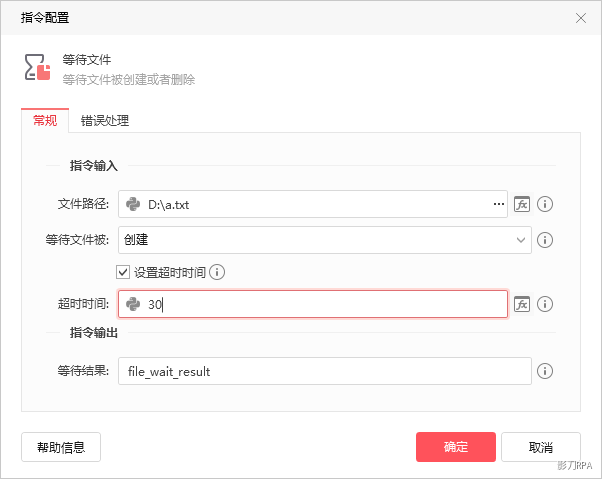 指令配置
等待文件
等待文件被创建或者删除
常规 错误处理
指令输入
文件路径: D:\a.txt ...
等待文件被: 创建
设置超时时间
超时时间: 30
指令输出
等待结果: file_wait_result
帮助信息 确定 取消
影刀RPA